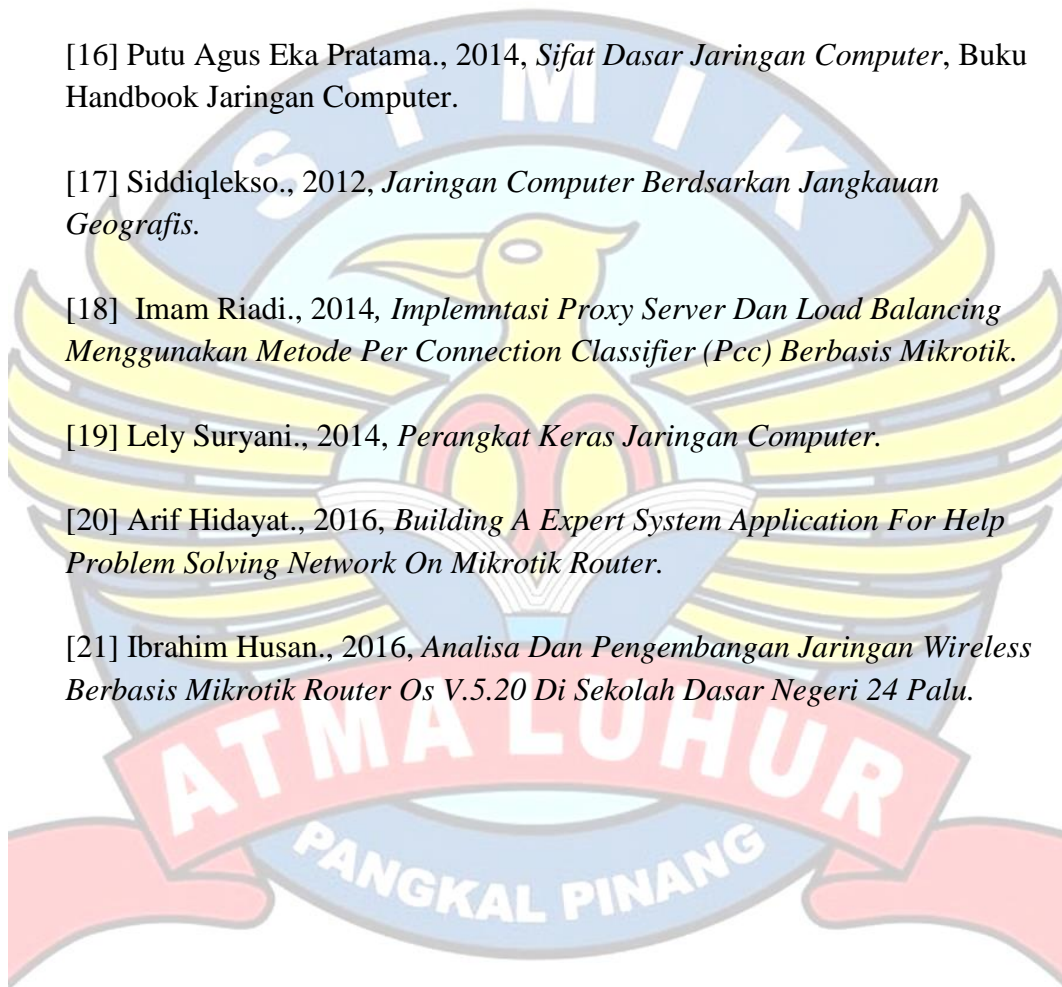 [16] Putu Agus Eka Pratama., 2014, Sifat Dasar Jaringan Computer, Buku
Handbook Jaringan Computer.
[17] Siddiqlekso., 2012, Jaringan Computer Berdsarkan Jangkauan
Geografis.
[18]  Imam Riadi., 2014, Implemntasi Proxy Server Dan Load Balancing
Menggunakan Metode Per Connection Classifier (Pcc) Berbasis Mikrotik.
[19] Lely Suryani., 2014, Perangkat Keras Jaringan Computer.
[20] Arif Hidayat., 2016, Building A Expert System Application For Help
Problem Solving Network On Mikrotik Router.
[21] Ibrahim Husan., 2016, Analisa Dan Pengembangan Jaringan Wireless
Berbasis Mikrotik Router Os V.5.20 Di Sekolah Dasar Negeri 24 Palu.
STMIK
ATMA LUHUR
PANGKAL PINANG